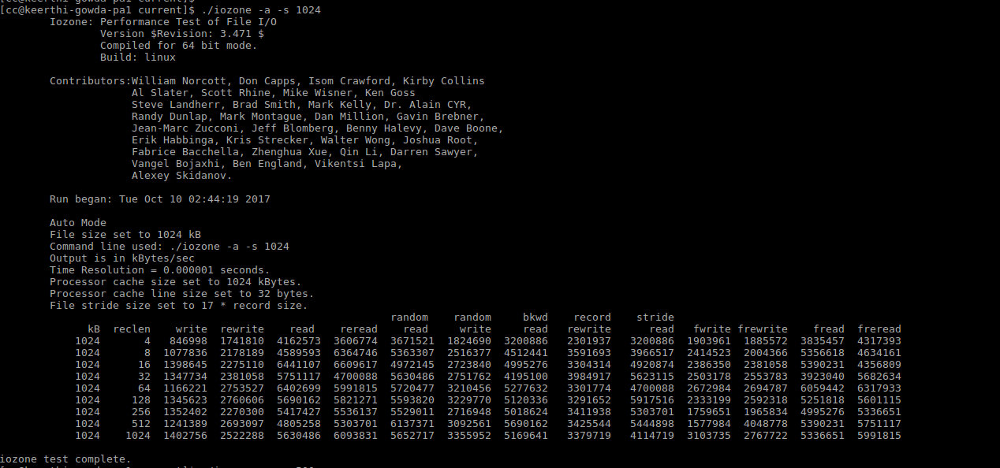 [cc@keerthi-gowda-pa1 current]$
[cc@keerthi-gowda-pa1 current]$ ./iozone -a -s 1024
Iozone: Performance Test of File I/O
Version $Revision: 3.471 $
Compiled for 64 bit mode.
Build: linux
Contributors:William Norcott, Don Capps, Isom Crawford, Kirby Collins
Al Slater, Scott Rhine, Mike Wisner, Ken Goss
Steve Landherr, Brad Smith, Mark Kelly, Dr. Alain CYR,
Randy Dunlap, Mark Montague, Dan Million, Gavin Brebner,
Jean-Marc Zucconi, Jeff Blomberg, Benny Halevy, Dave Boone,
Erik Habbinga, Kris Strecker, Walter Wong, Joshua Root,
Fabrice Bacchella, Zhenghua Xue, Qin Li, Darren Sawyer,
Vangel Bojaxhi, Ben England, Vikentsi Lapa,
Alexey Skidanov.
Run began: Tue Oct 10 02:44:19 2017
Auto Mode
File size set to 1024 kB
Command line used: ./iozone -a -s 1024
Output is in kBytes/sec
Time Resolution = 0.000001 seconds.
Processor cache size set to 1024 kBytes.
Processor cache line size set to 32 bytes.
File stride size set to 17 * record size.
random random bkwd record stride
kB reclen write rewrite read reread read write read rewrite read fwrite frewrite fread freread
1024 4 846998 1741810 4162573 3606774 3671521 1824690 3200886 2301937 3200886 1903961 1885572 3835457 4317393
1024 8 1077836 2178189 4589593 6364746 5363307 2516377 4512441 3591693 3966517 2414523 2004366 5356618 4634161
1024 16 1398645 2275110 6441107 6609617 4972145 2723840 4995276 3304314 4920874 2386350 2381058 5390231 4356809
1024 32 1347734 2381058 5751117 4700088 5630486 2751762 4195100 3984917 5623115 2503178 2553783 3923040 5682634
1024 64 1166221 2753527 6402699 5991815 5720477 3210456 5277632 3301774 4700088 2672984 2694787 6059442 6317933
1024 128 1345623 2760606 5690162 5821271 5593820 3229770 5120336 3291652 5917516 2333199 2592318 5251818 5601115
1024 256 1352402 2270300 5417427 5536137 5529011 2716948 5018624 3411938 5303701 1759651 1965834 4995276 5336651
1024 512 1241389 2693097 4805258 5303701 6137371 3092561 5690162 3425544 5444898 1577984 4048778 5390231 5751117
1024 1024 1402756 2522288 5630486 6093831 5652717 3355952 5169641 3379719 4114719 3103735 2767722 5336651 5991815
iozone test complete.